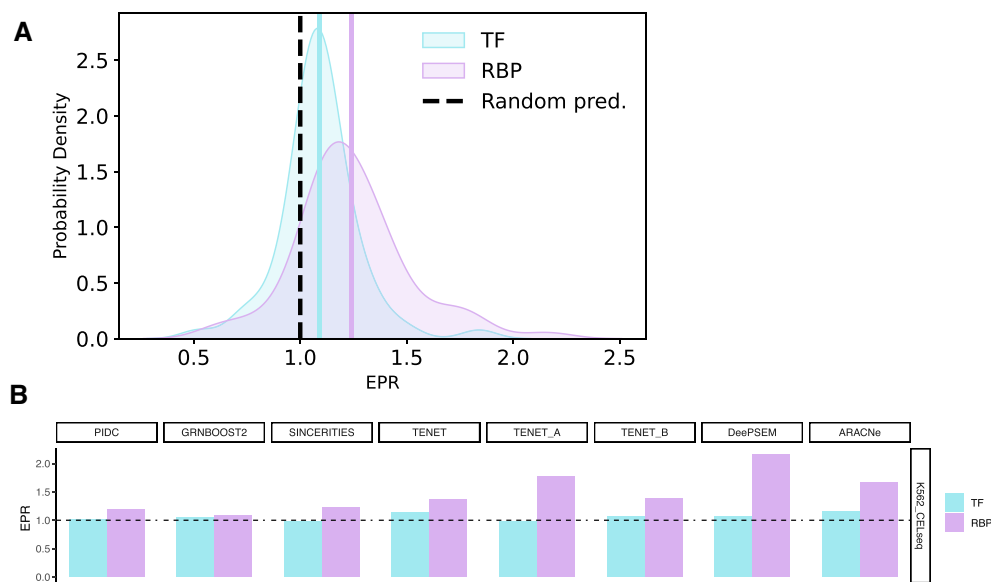 A
TF
RBP
Random pred.
Probability Density
2.5
2.0
1.5
1.0
0.5
0.0
0.5 1.0 1.5 2.0 2.5
EPR
B
PIDC GRNBOOST2 SINCERITIES TENET TENET_A TENET_B DeePSEM ARACNe
EPR
2.0
1.5
1.0
0.5
0.0
K562_CELseq
TF
RBP